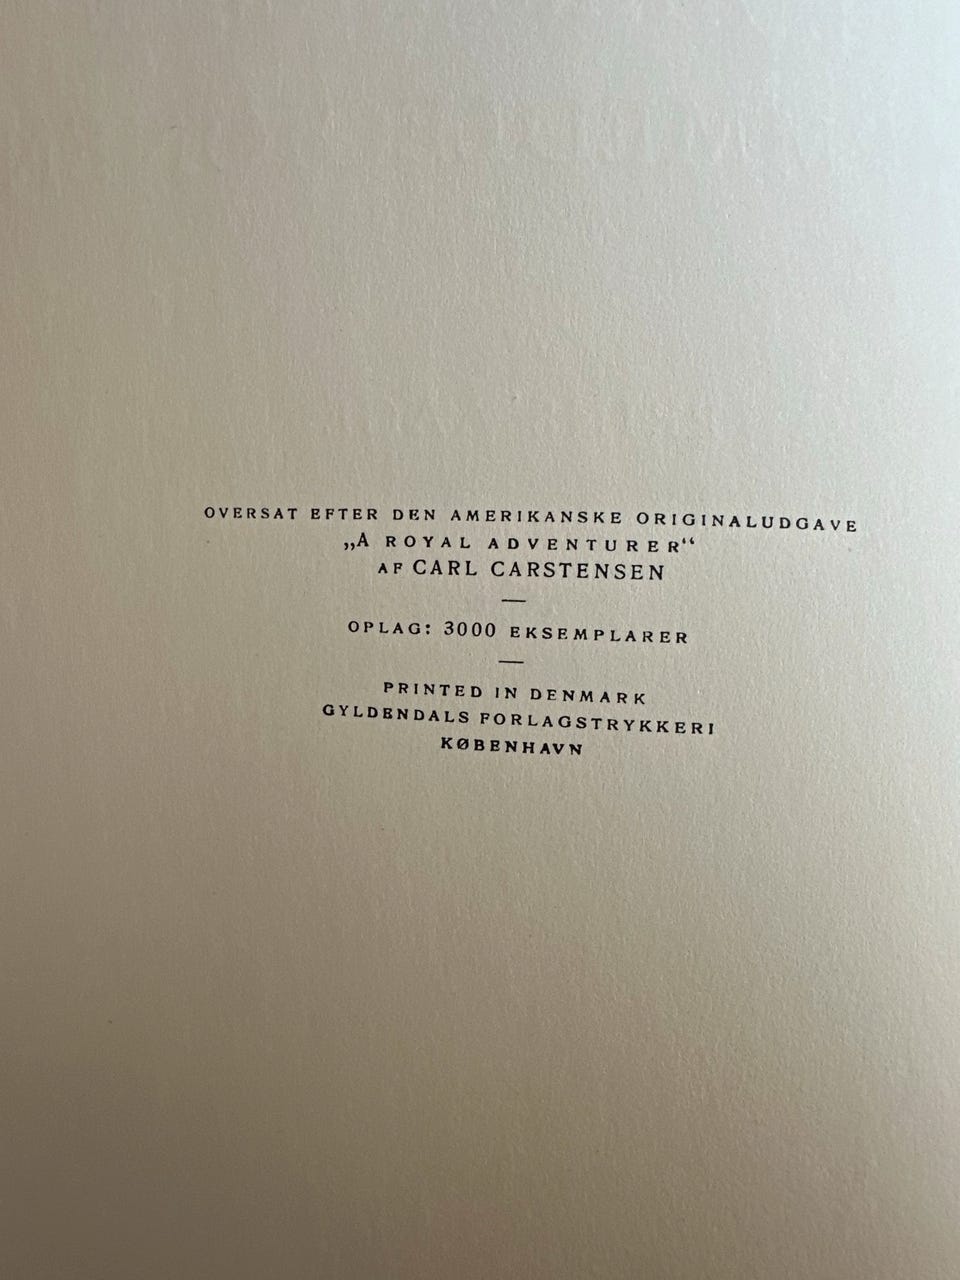 OVERSAT EFTER DEN AMERIKANSKE ORIGINALUDGAVE
„A ROYAL ADVENTURER“
AF CARL CARSTENSEN
—
OPLAG: 3000 EKSEMPLARER
—
PRINTED IN DENMARK
GYLDENDALS FORLAGSTRYKKERI
KØBENHAVN